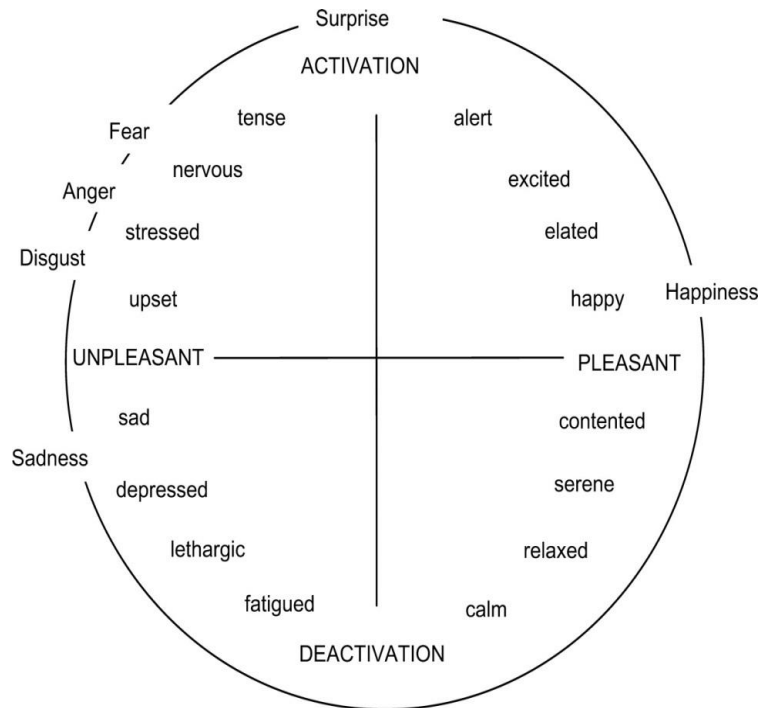 Surprise
ACTIVATION
tense
alert
Fear
nervous
excited
Anger
stressed
elated
Disgust
upset
happy
Happiness
UNPLEASANT
PLEASANT
sad
contented
Sadness
depressed
serene
lethargic
relaxed
fatigued
calm
DEACTIVATION